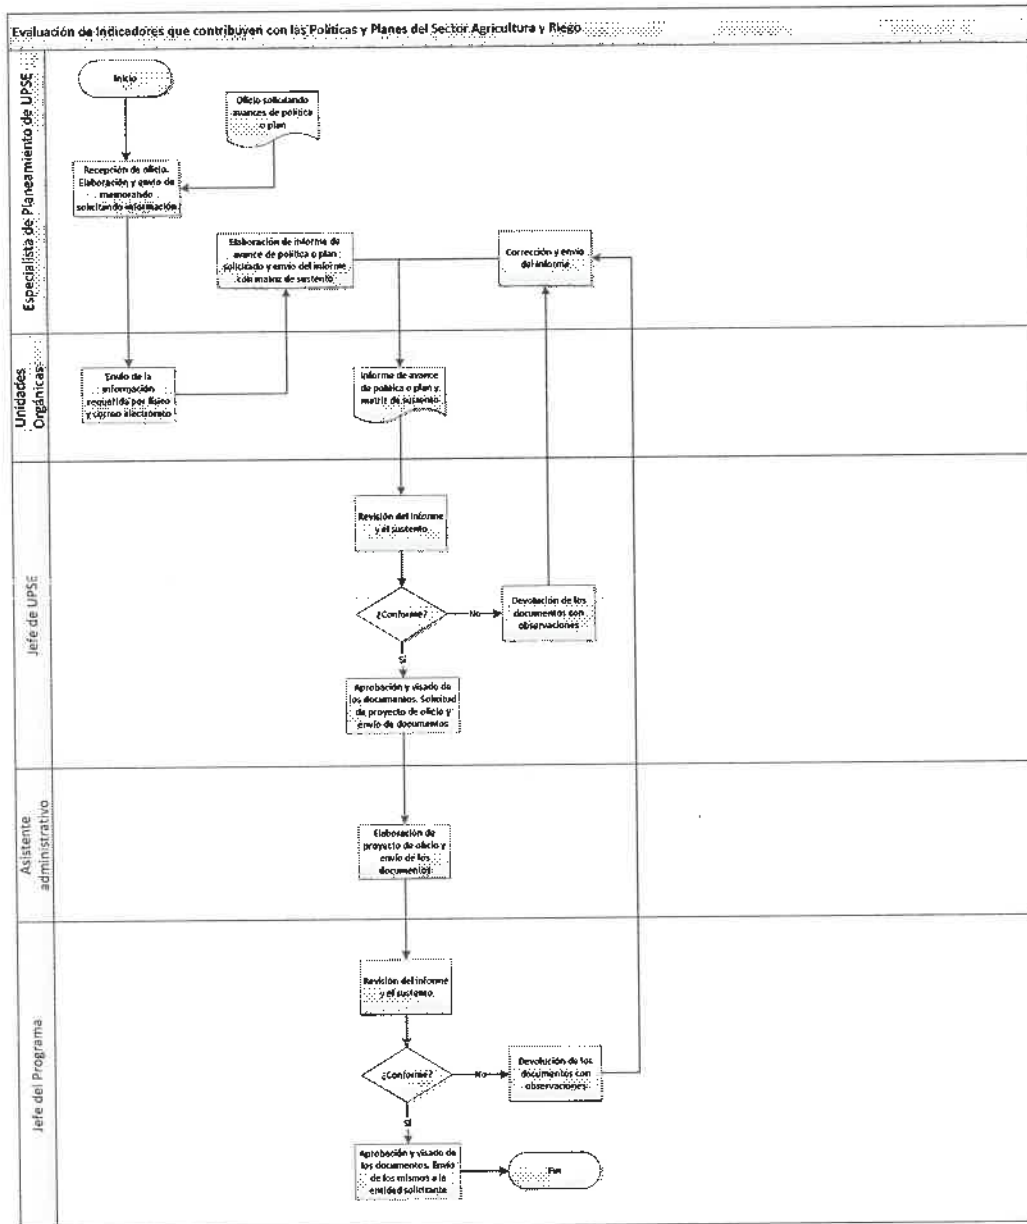 Evaluación de Indicadores que contribuyen con las Políticas y Planes del Sector Agricultura y Riego
Especialista de Planeamiento de UPSE
Inicio
Oficio solicitando
avances de política
o plan
Recepción de oficio.
Elaboración y envío de
memorando
solicitando información
Elaboración de informe de
avance de política o plan
solicitado y envío del informe
con matriz de sustento
Corrección y envío
del informe
Unidades
Orgánicas
Envío de la
información
requerida por físico
y correo electrónico
Informe de avance
de política o plan y
matriz de sustento
Jefe de UPSE
Revisión del informe
y el sustento
¿Conforme?
No
Devolución de los
documentos con
observaciones
Sí
Aprobación y visado de
los documentos. Solicitud
de proyecto de oficio y
envío de documentos
Asistente
administrativo
Elaboración de
proyecto de oficio y
envío de los
documentos
Jefe del Programa
Revisión del informe
y el sustento
¿Conforme?
No
Devolución de los
documentos con
observaciones
Sí
Aprobación y visado de
los documentos. Envío
de los mismos a la
entidad solicitante
Fin